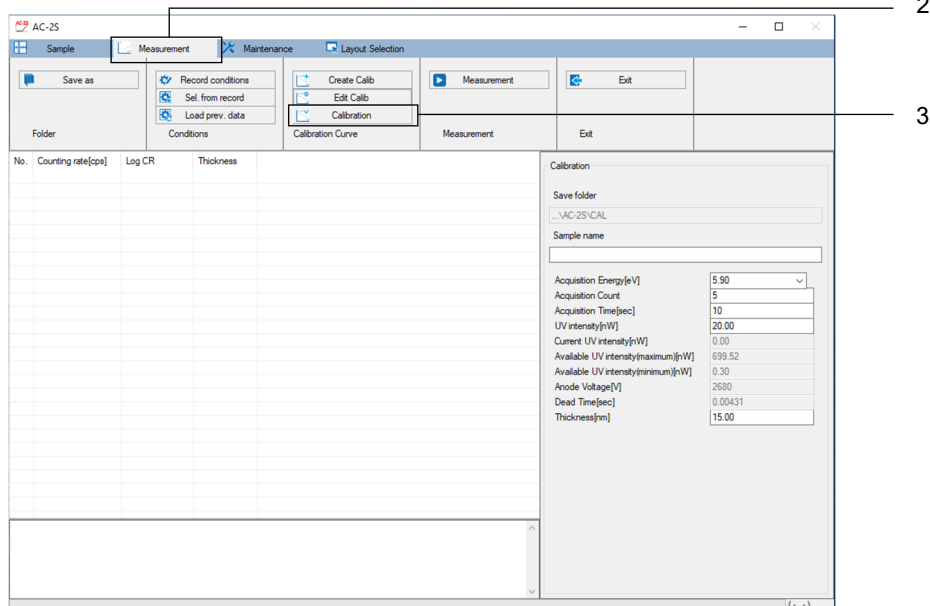 2
AC-2S AC-2S
Sample Measurement Maintenance Layout Selection
Save as Record conditions Create Calib Measurement Exit
Sel. from record Edit Calib
Load prev. data Calibration 3
Folder Conditions Calibration Curve Measurement Exit
No. Counting rate[cps] Log CR Thickness
Calibration
Save folder
...\AC-2S\CAL
Sample name
Acquisition Energy[eV] 5.90
Acquisition Count 5
Acquisition Time[sec] 10
UV intensity[nW] 20.00
Current UV intensity[nW] 0.00
Available UV intensity(maximum)[nW] 699.52
Available UV intensity(minimum)[nW] 0.30
Anode Voltage[V] 2680
Dead Time[sec] 0.00431
Thickness[nm] 15.00